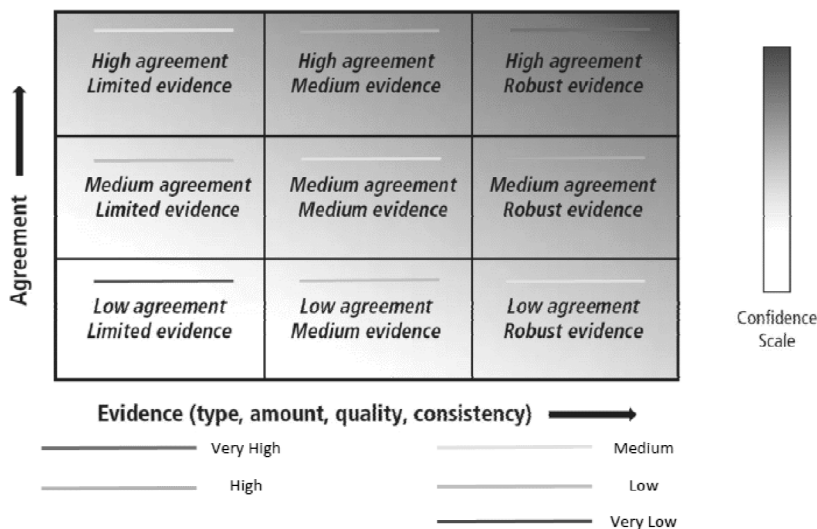 High agreement
Limited evidence
High agreement
Medium evidence
High agreement
Robust evidence
Medium agreement
Limited evidence
Medium agreement
Medium evidence
Medium agreement
Robust evidence
Low agreement
Limited evidence
Low agreement
Medium evidence
Low agreement
Robust evidence
Agreement
Evidence (type, amount, quality, consistency)
Confidence
Scale
Very High
Medium
High
Low
Very Low